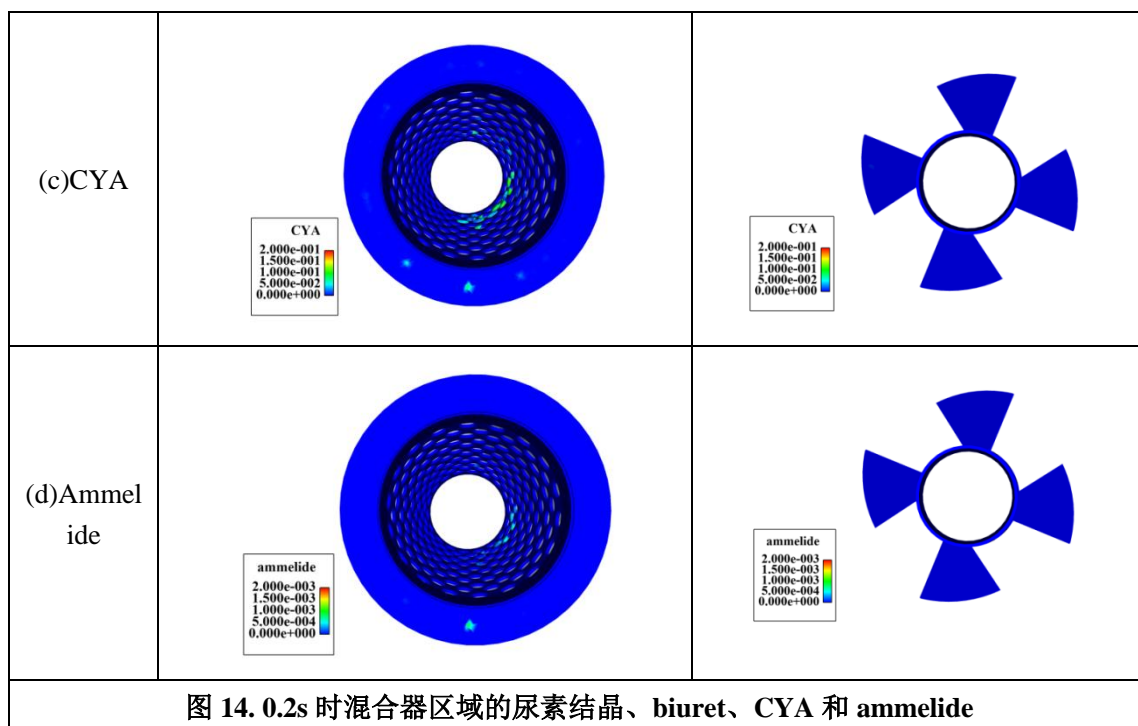 (c)CYA
CYA
2.000e-001
1.500e-001
1.000e-001
5.000e-002
0.000e+000
CYA
2.000e-001
1.500e-001
1.000e-001
5.000e-002
0.000e+000
(d)Ammel
ide
ammelide
2.000e-003
1.500e-003
1.000e-003
5.000e-004
0.000e+000
ammelide
2.000e-003
1.500e-003
1.000e-003
5.000e-004
0.000e+000
图 14. 0.2s 时混合器区域的尿素结晶、biuret、CYA 和 ammelide